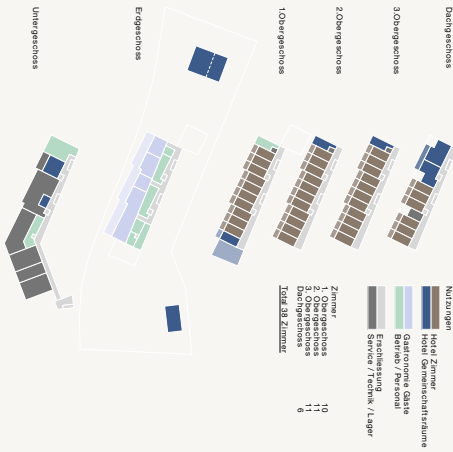 Dachgeschoss
3.Obergeschoss
2.Obergeschoss
1.Obergeschoss
Erdgeschoss
Untergeschoss
Nutzungen
Hotel Zimmer
Hotel Gemeinschaftsräume
Gastronomie Gäste
Betrieb / Personal
Erschliessung
Service / Technik / Lager
Zimmer
1. Obergeschoss 10
2. Obergeschoss 11
3. Obergeschoss 11
Dachgeschoss 6
Total 38 Zimmer